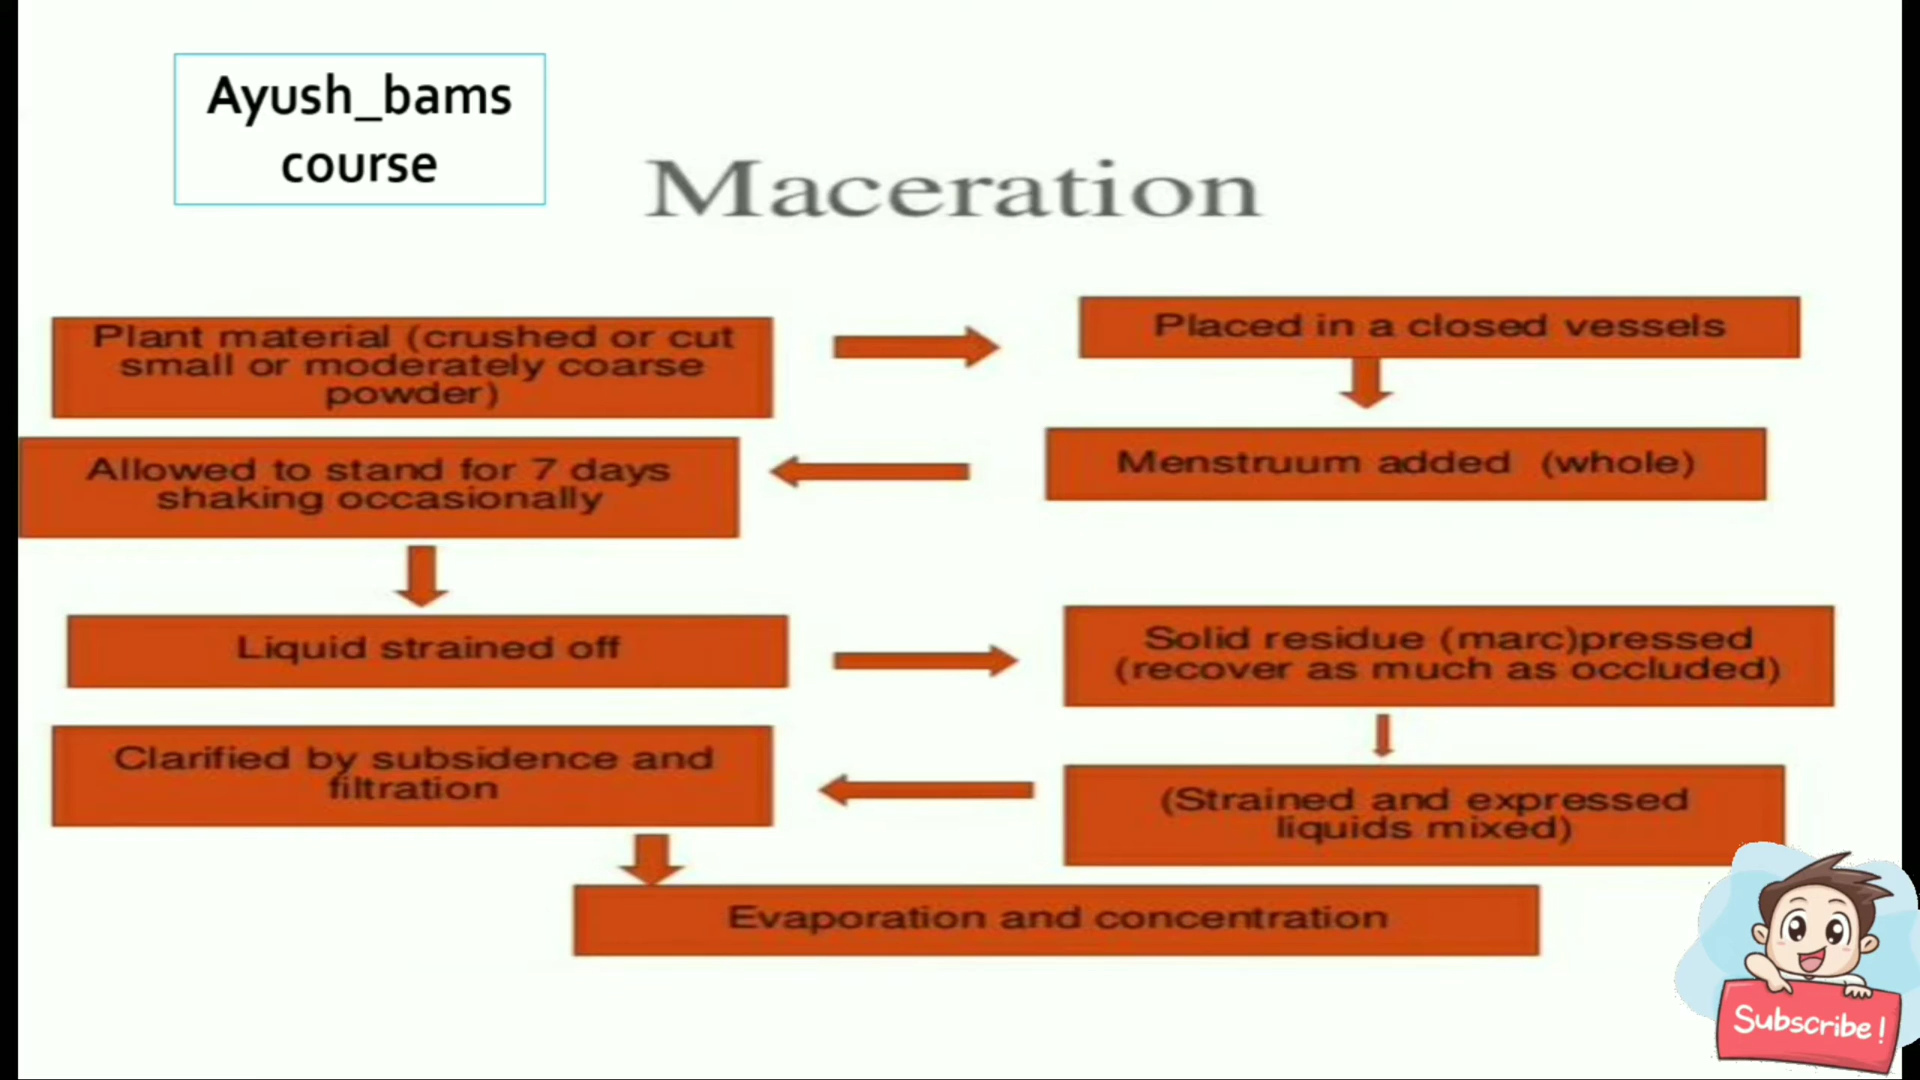 Ayush_bams
course
Maceration
Plant material (crushed or cut
small or moderately coarse
powder)
Placed in a closed vessels
Menstruum added (whole)
Allowed to stand for 7 days
shaking occasionally
Liquid strained off
Solid residue (marc)pressed
(recover as much as occluded)
(Strained and expressed
liquids mixed)
Clarified by subsidence and
filtration
Evaporation and concentration
Subscribe!